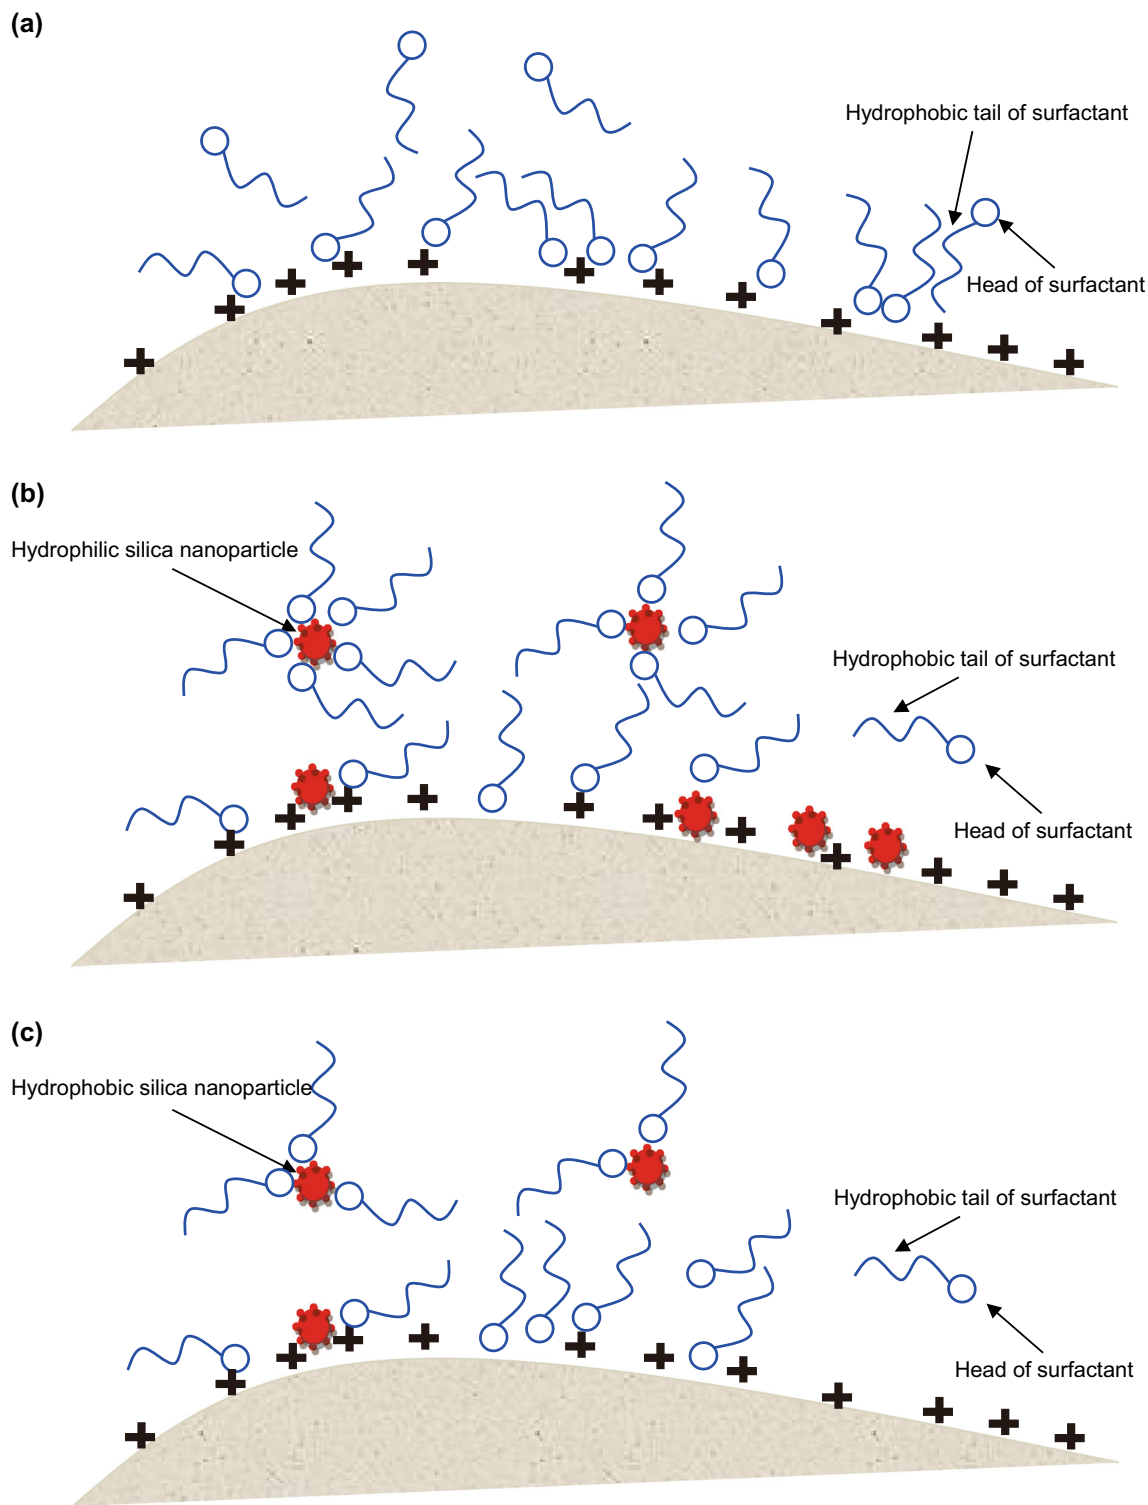 (a)
Hydrophobic tail of surfactant
Head of surfactant
(b)
Hydrophilic silica nanoparticle
Hydrophobic tail of surfactant
Head of surfactant
(c)
Hydrophobic silica nanoparticle
Hydrophobic tail of surfactant
Head of surfactant